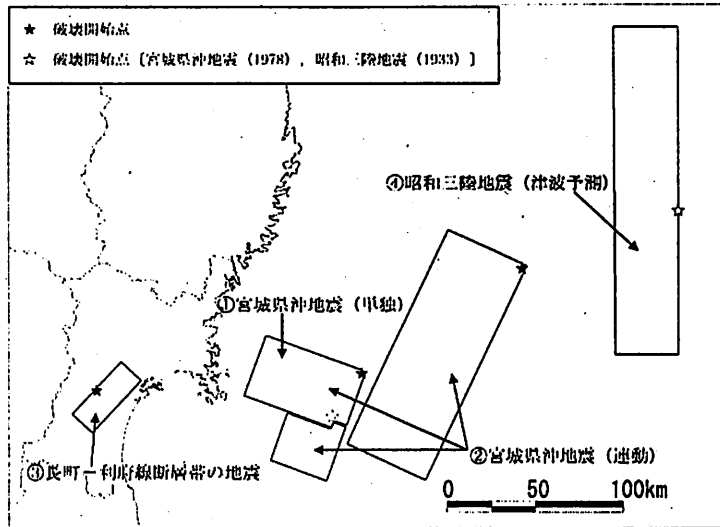 ★ 破壊開始点
☆ 破壊開始点〔宮城県沖地震（1978），昭和三陸地震（1933）〕
④昭和三陸地震（津波予測）
①宮城県沖地震（単独）
②宮城県沖地震（連動）
③長町－利府線断層帯の地震
0 50 100km